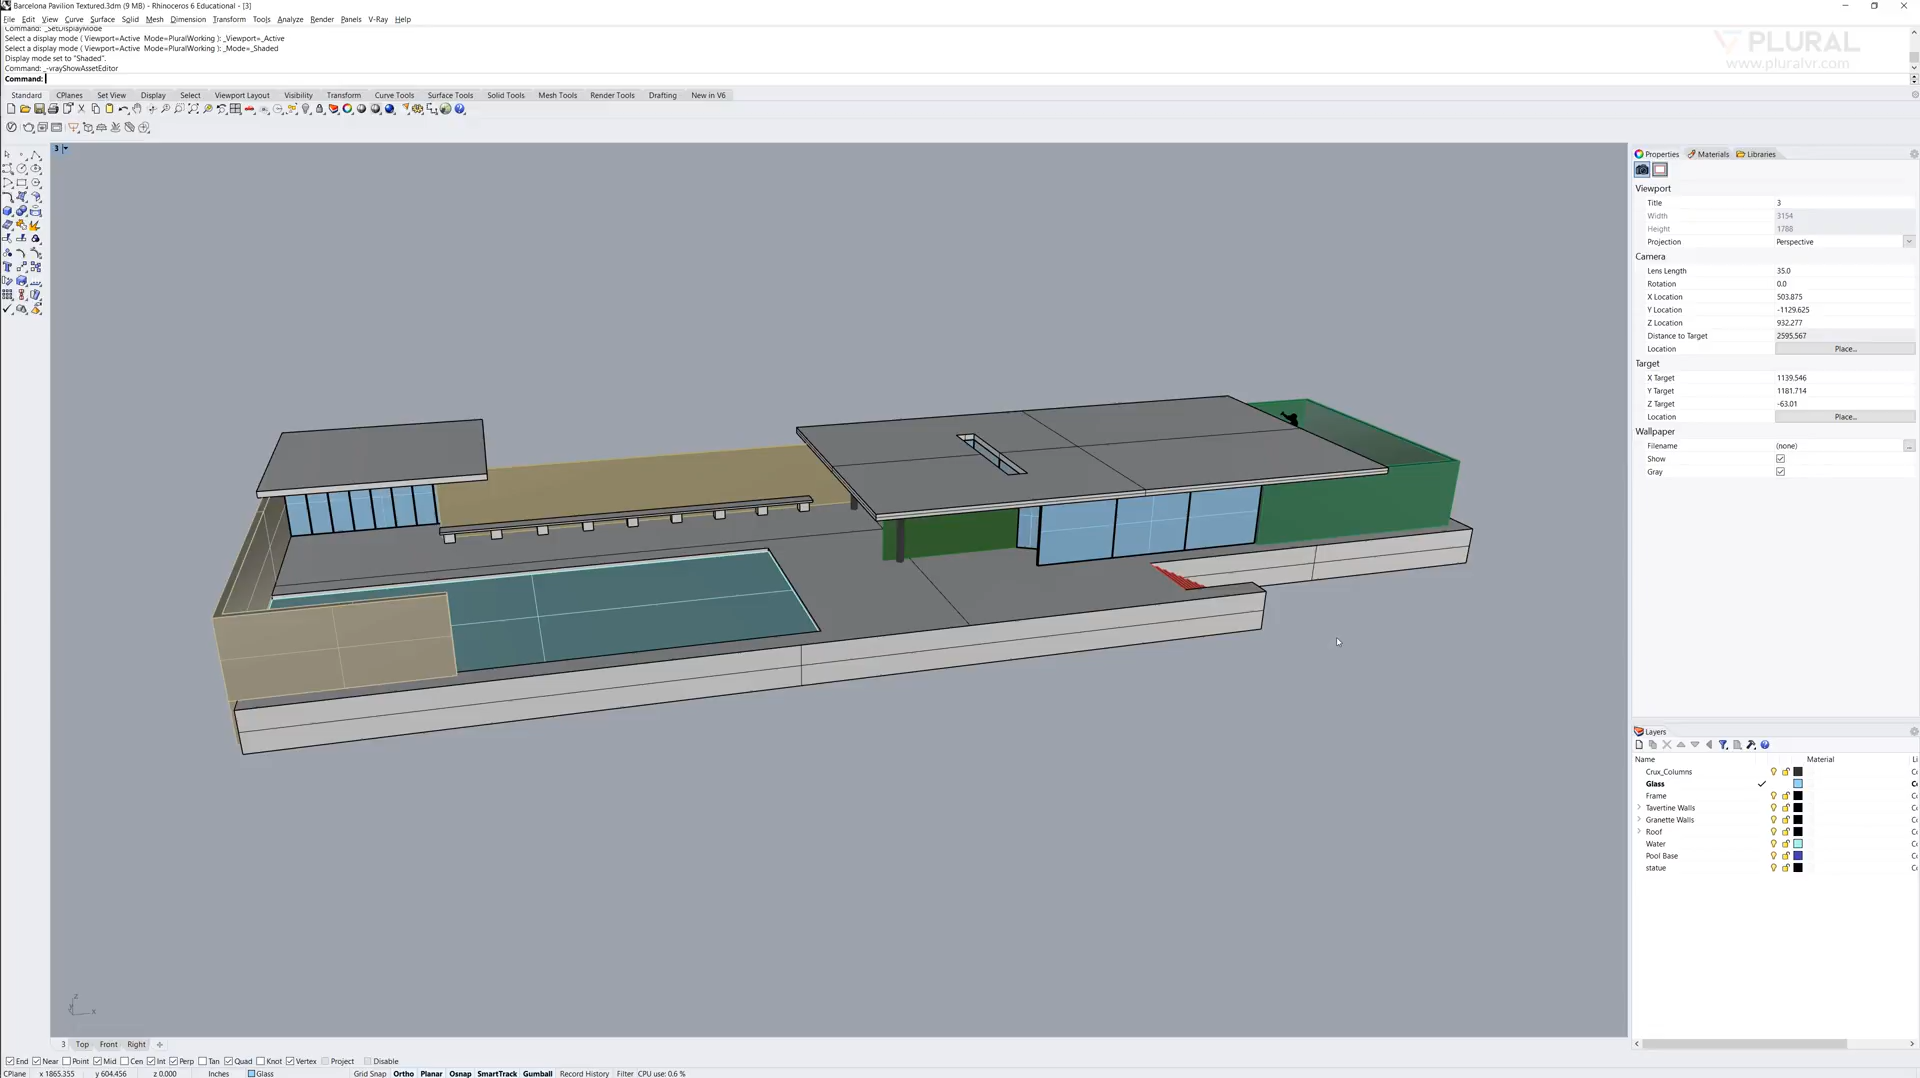 Barcelona Pavilion Textured.3dm (9 MB) - Rhinoceros 6 Educational - [3]
File Edit View Curve Surface Solid Mesh Dimension Transform Tools Analyze Render Panels V-Ray Help
Command: _SetDisplayMode
Select a display mode ( Viewport=Active Mode=PluralWorking ): _Viewport=_Active
Select a display mode ( Viewport=Active Mode=PluralWorking ): _Mode=_Shaded
Display mode set to "Shaded".
Command: _-vrayShowAssetEditor
Command:
PLURAL
www.pluralvr.com
Standard CPlanes Set View Display Select Viewport Layout Visibility Transform Curve Tools Surface Tools Solid Tools Mesh Tools Render Tools Drafting New in V6
3
Properties Materials Libraries
Viewport
Title 3
Width 3154
Height 1788
Projection Perspective
Camera
Lens Length 35.0
Rotation 0.0
X Location 503.875
Y Location -1129.625
Z Location 932.277
Distance to Target 2595.567
Location Place...
Target
X Target 1139.546
Y Target 1181.714
Z Target -63.01
Location Place...
Wallpaper
Filename (none) ...
Show
Gray
Layers
Name Material Li
Crux_Columns
Glass
Frame
Tavertine Walls
Granette Walls
Roof
Water
Pool Base
statue
z
x
3 Top Front Right
End Near Point Mid Cen Int Perp Tan Quad Knot Vertex Project Disable
CPlane x 1865.355 y 604.456 z 0.000 Inches Glass Grid Snap Ortho Planar Osnap SmartTrack Gumball Record History Filter CPU use: 0.6 %